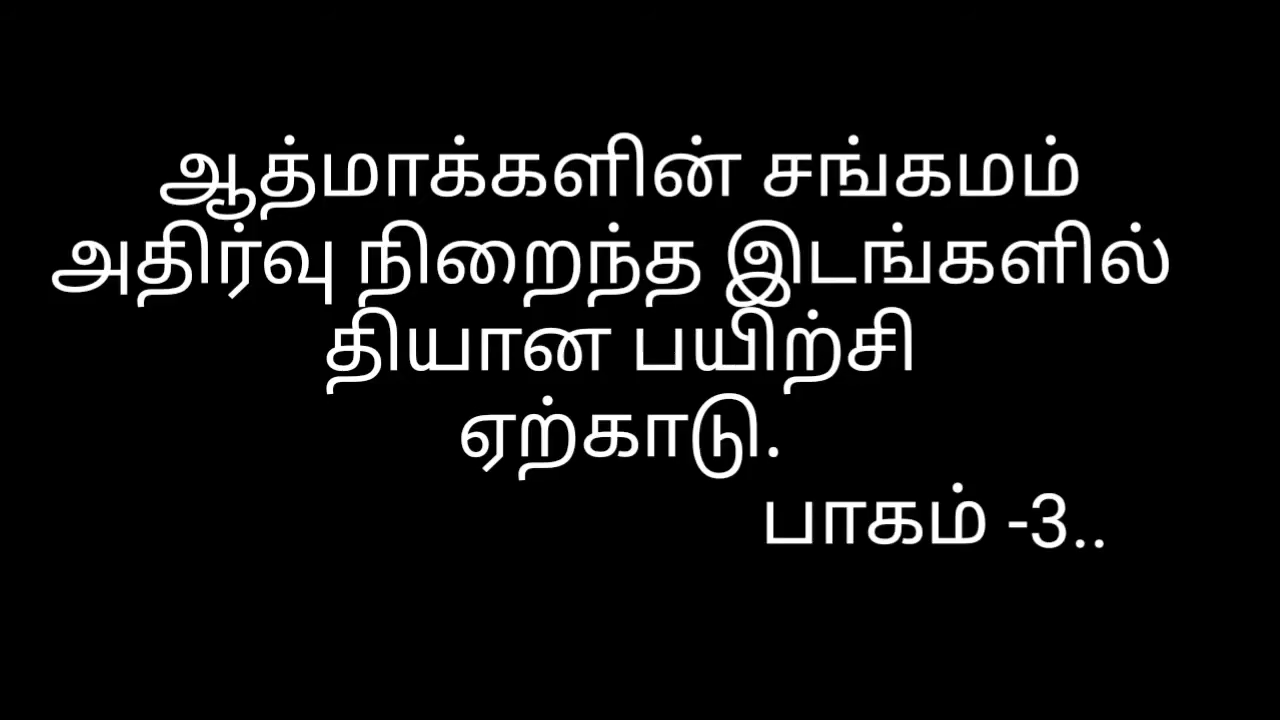 ஆத்மாக்களின் சங்கமம்
அதிர்வு நிறைந்த இடங்களில்
தியான பயிற்சி
ஏற்காடு.
பாகம் -3..